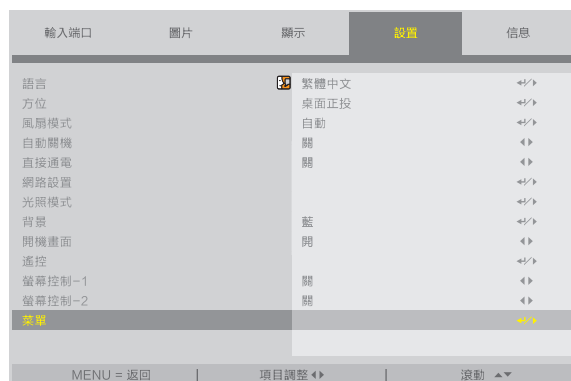 輸入端口 圖片 顯示 設置 信息
語言 繁體中文
方位 桌面正投
風扇模式 自動
自動關機 關
直接通電 關
網路設置
光照模式
背景 藍
開機畫面 開
遙控
螢幕控制-1 關
螢幕控制-2 關
菜單
MENU = 返回 | 項目調整 ◀▶ | 滾動 ▲▼